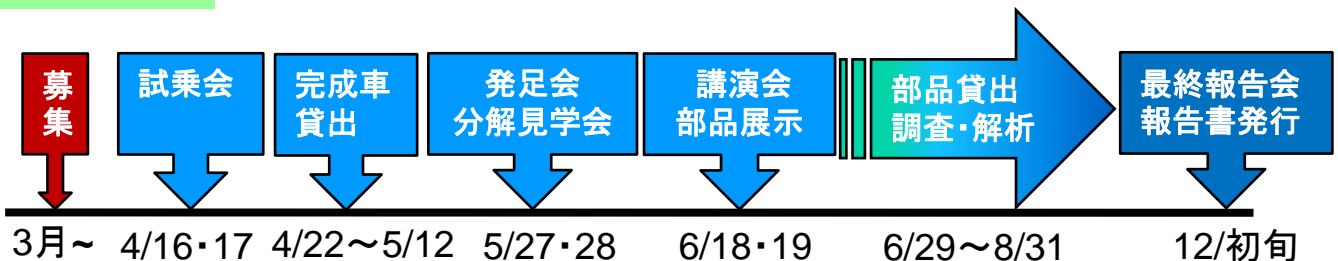 募
集
試乗会
完成車
貸出
発足会
分解見学会
講演会
部品展示
部品貸出
調査・解析
最終報告会
報告書発行
3月~
4/16・17
4/22～5/12
5/27・28
6/18・19
6/29～8/31
12/初旬